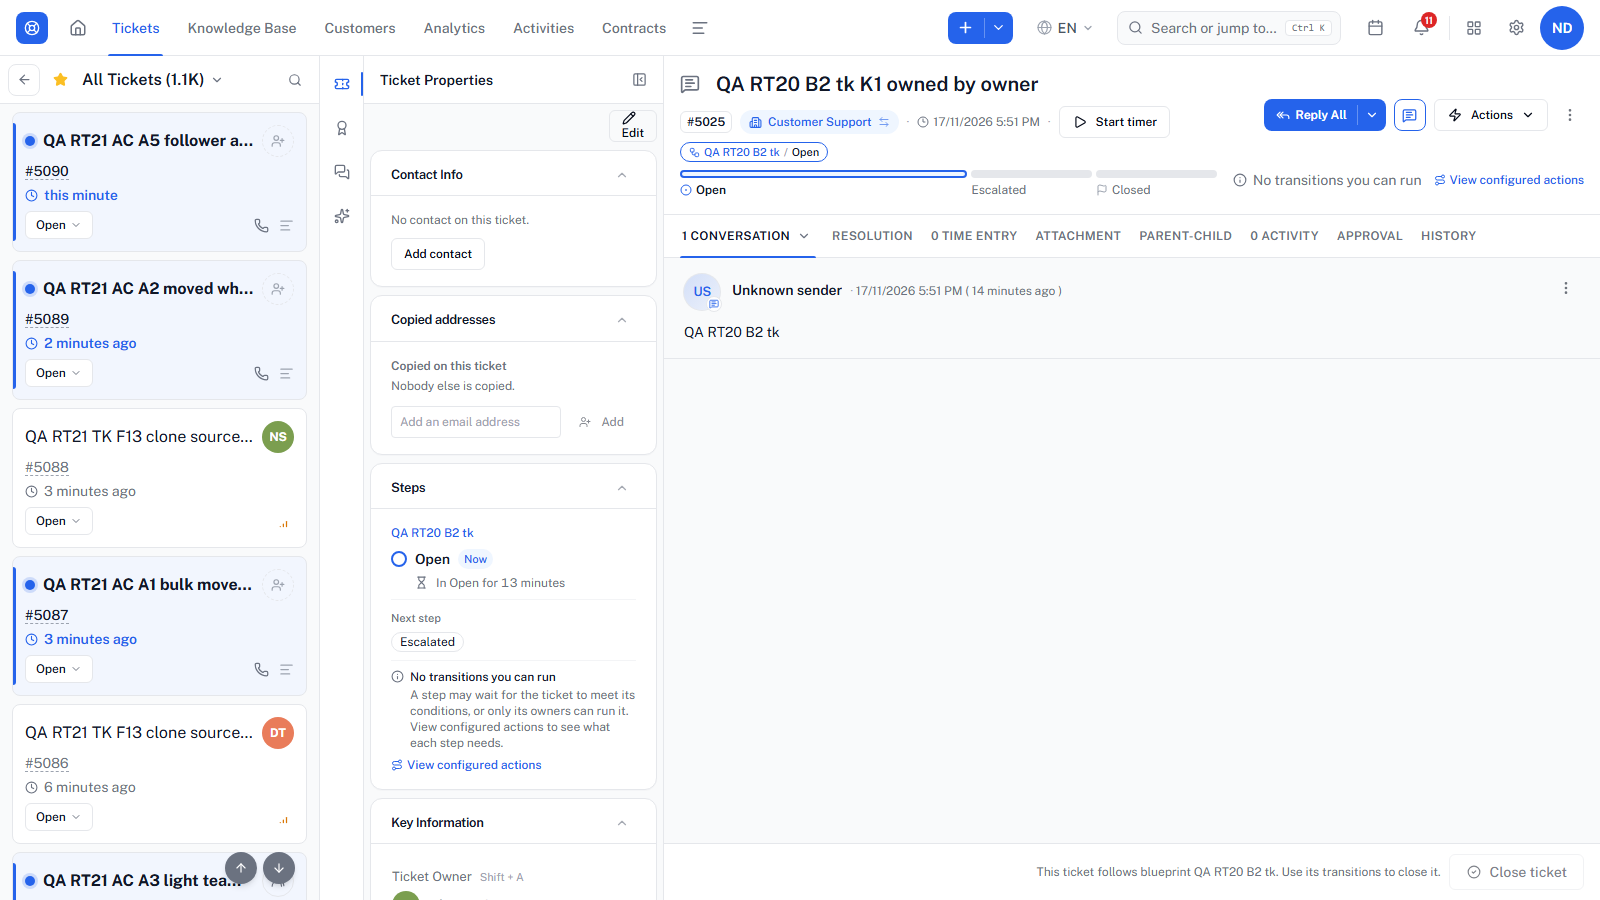 Tickets
Knowledge Base
Customers
Analytics
Activities
Contracts
EN
Search or jump to...
Ctrl K
11
ND
All Tickets (1.1K)
QA RT21 AC A5 follower a...
#5090
this minute
Open
QA RT21 AC A2 moved wh...
#5089
2 minutes ago
Open
QA RT21 TK F13 clone source...
NS
#5088
3 minutes ago
Open
QA RT21 AC A1 bulk move...
#5087
3 minutes ago
Open
QA RT21 TK F13 clone source...
DT
#5086
6 minutes ago
Open
QA RT21 AC A3 light tea...
Ticket Properties
Edit
Contact Info
No contact on this ticket.
Add contact
Copied addresses
Copied on this ticket
Nobody else is copied.
Add an email address
Add
Steps
QA RT20 B2 tk
Open
Now
In Open for 13 minutes
Next step
Escalated
No transitions you can run
A step may wait for the ticket to meet its
conditions, or only its owners can run it.
View configured actions to see what
each step needs.
View configured actions
Key Information
Ticket Owner Shift + A
QA RT20 B2 tk K1 owned by owner
#5025
Customer Support
· 17/11/2026 5:51 PM ·
Start timer
Reply All
Actions
QA RT20 B2 tk / Open
Open
Escalated
Closed
No transitions you can run
View configured actions
1 CONVERSATION
RESOLUTION
0 TIME ENTRY
ATTACHMENT
PARENT-CHILD
0 ACTIVITY
APPROVAL
HISTORY
US
Unknown sender · 17/11/2026 5:51 PM ( 14 minutes ago )
QA RT20 B2 tk
This ticket follows blueprint QA RT20 B2 tk. Use its transitions to close it.
Close ticket